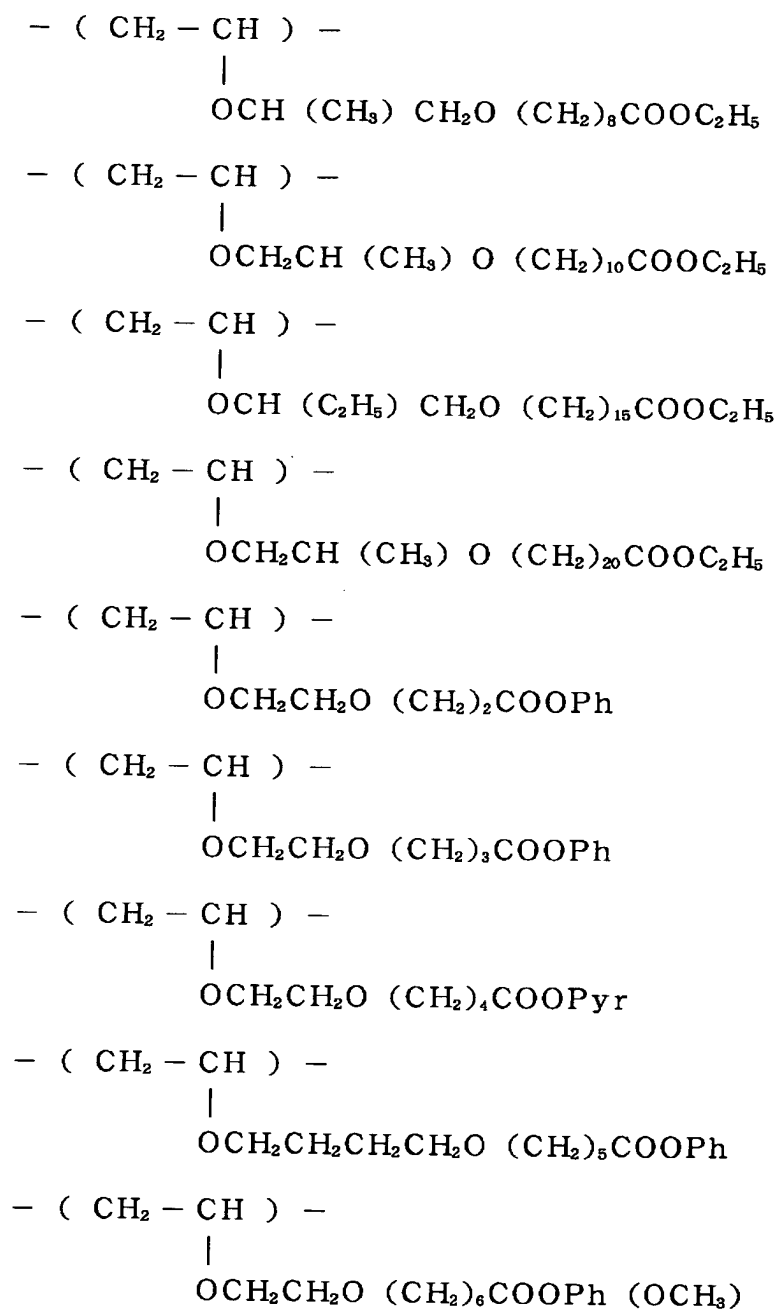 − ( CH₂ − CH ) −
|
OCH (CH₃) CH₂O (CH₂)₈COOC₂H₅
− ( CH₂ − CH ) −
|
OCH₂CH (CH₃) O (CH₂)₁₀COOC₂H₅
− ( CH₂ − CH ) −
|
OCH (C₂H₅) CH₂O (CH₂)₁₅COOC₂H₅
− ( CH₂ − CH ) −
|
OCH₂CH (CH₃) O (CH₂)₂₀COOC₂H₅
− ( CH₂ − CH ) −
|
OCH₂CH₂O (CH₂)₂COOPh
− ( CH₂ − CH ) −
|
OCH₂CH₂O (CH₂)₃COOPh
− ( CH₂ − CH ) −
|
OCH₂CH₂O (CH₂)₄COOPyr
− ( CH₂ − CH ) −
|
OCH₂CH₂CH₂CH₂O (CH₂)₅COOPh
− ( CH₂ − CH ) −
|
OCH₂CH₂O (CH₂)₆COOPh (OCH₃)